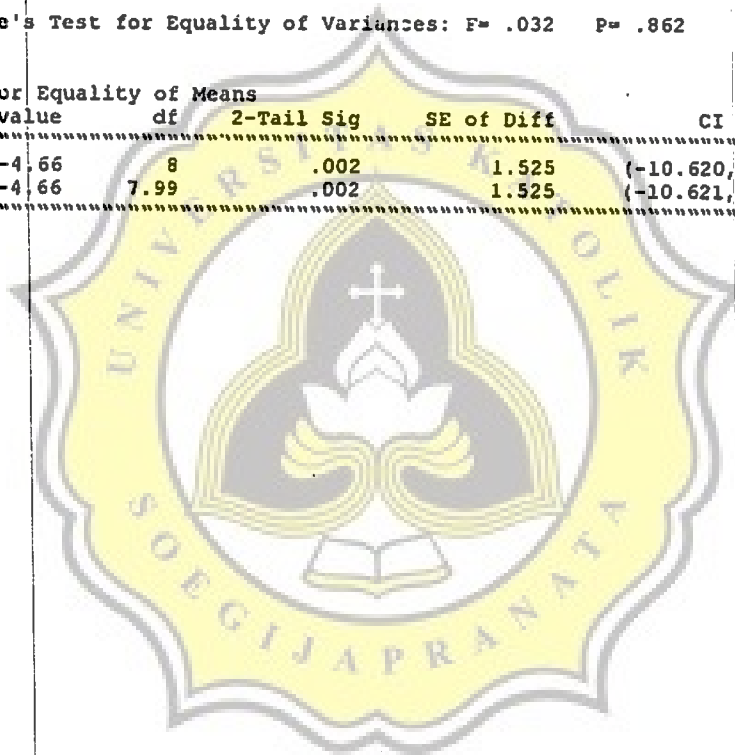 e's Test for Equality of Variances: F= .032 P= .862
or Equality of Means
value df 2-Tail Sig SE of Diff CI
-4.66 8 .002 1.525 (-10.620,
-4.66 7.99 .002 1.525 (-10.621,
UNIVERSITAS KATOLIK
SOEGIJAPRANATA